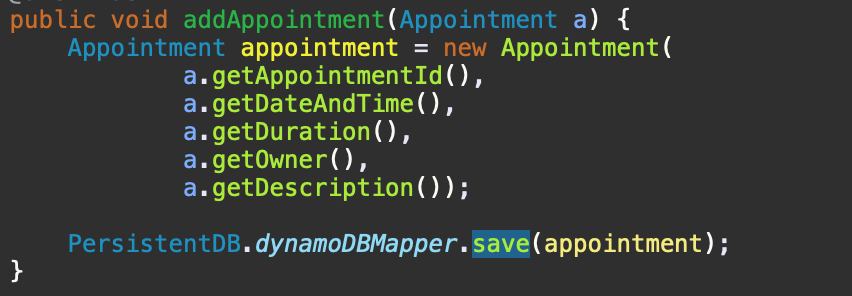 public void addAppointment(Appointment a) {
    Appointment appointment = new Appointment(
            a.getAppointmentId(),
            a.getDateAndTime(),
            a.getDuration(),
            a.getOwner(),
            a.getDescription());

    PersistentDB.dynamoDBMapper.save(appointment);
}